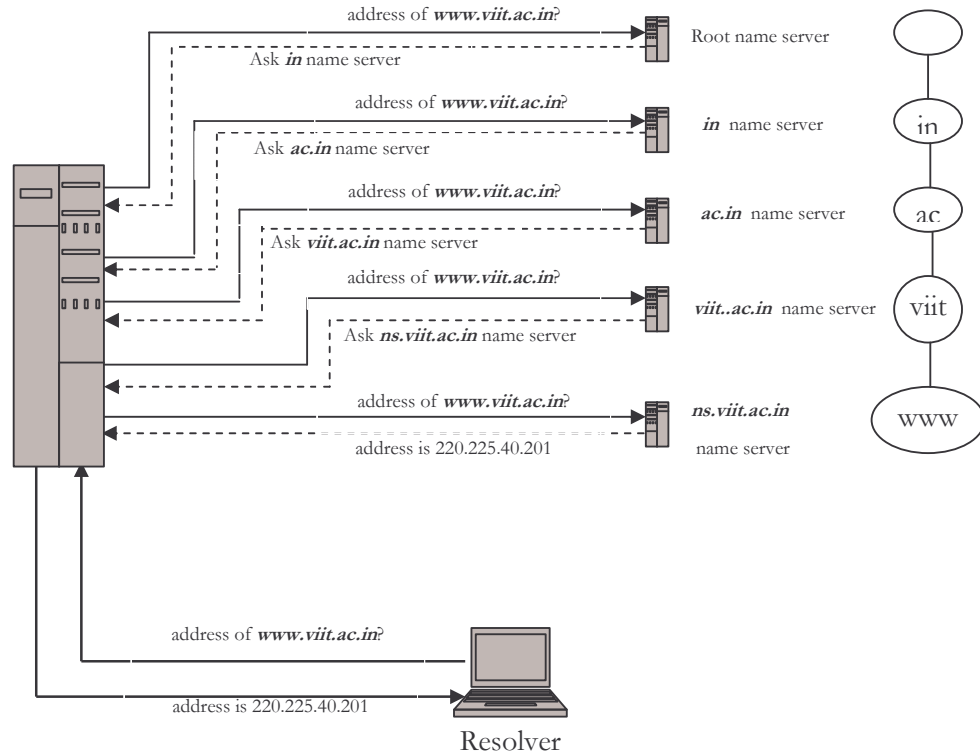 address of www.viit.ac.in?
Root name server
Ask in name server
address of www.viit.ac.in?
in name server
in
Ask ac.in name server
address of www.viit.ac.in?
ac.in name server
ac
Ask viit.ac.in name server
address of www.viit.ac.in?
viit..ac.in name server
viit
Ask ns.viit.ac.in name server
address of www.viit.ac.in?
ns.viit.ac.in
name server
www
address is 220.225.40.201
address of www.viit.ac.in?
address is 220.225.40.201
Resolver